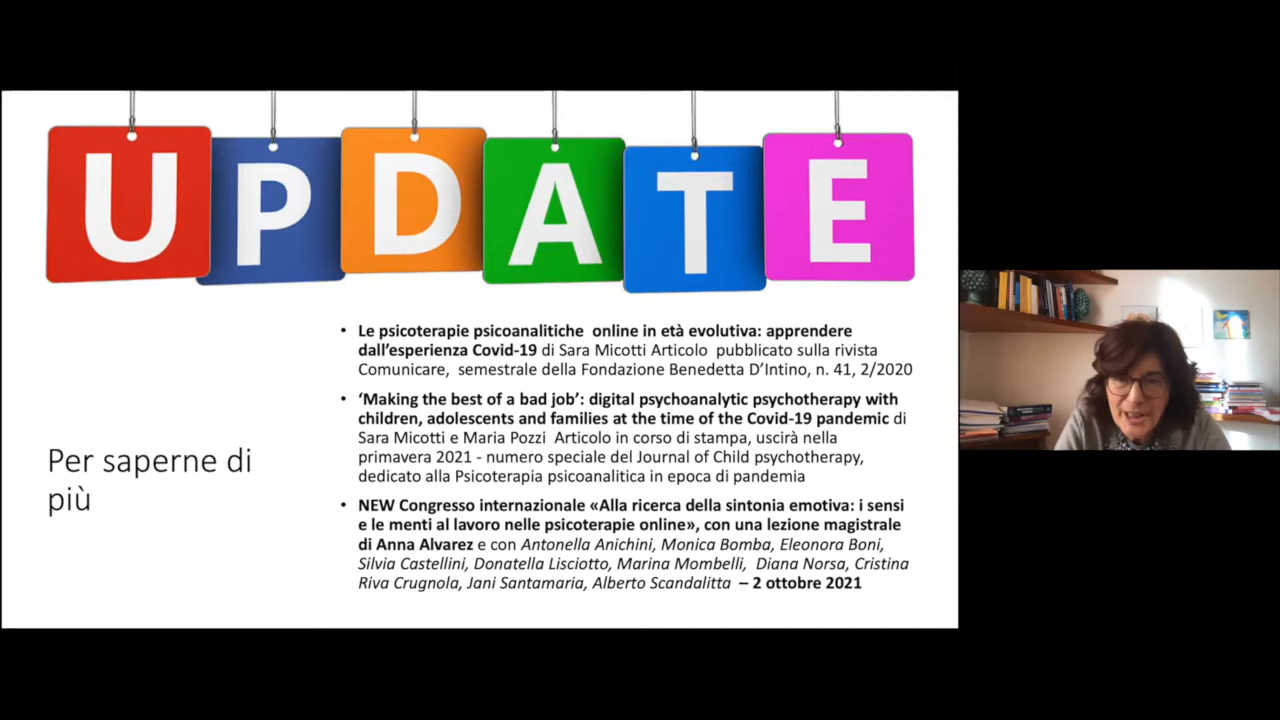 UPDATE
Per saperne di
più
• Le psicoterapie psicoanalitiche online in età evolutiva: apprendere
dall'esperienza Covid-19 di Sara Micotti Articolo pubblicato sulla rivista
Comunicare, semestrale della Fondazione Benedetta D'Intino, n. 41, 2/2020
• 'Making the best of a bad job': digital psychoanalytic psychotherapy with
children, adolescents and families at the time of the Covid-19 pandemic di
Sara Micotti e Maria Pozzi Articolo in corso di stampa, uscirà nella
primavera 2021 - numero speciale del Journal of Child psychotherapy,
dedicato alla Psicoterapia psicoanalitica in epoca di pandemia
• NEW Congresso internazionale «Alla ricerca della sintonia emotiva: i sensi
e le menti al lavoro nelle psicoterapie online», con una lezione magistrale
di Anna Alvarez e con Antonella Anichini, Monica Bomba, Eleonora Boni,
Silvia Castellini, Donatella Lisciotto, Marina Mombelli, Diana Norsa, Cristina
Riva Crugnola, Jani Santamaria, Alberto Scandalitta – 2 ottobre 2021